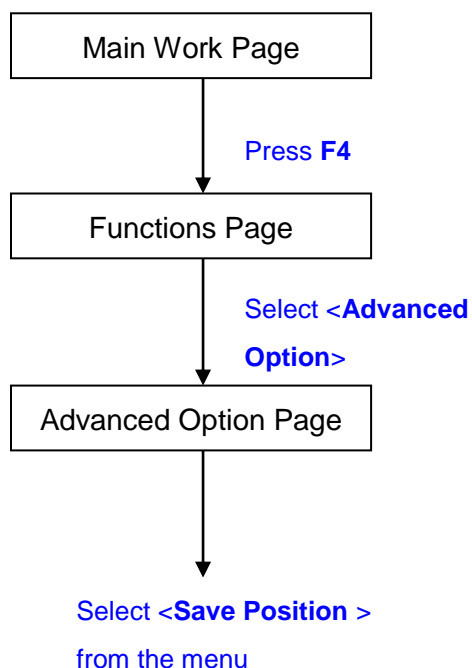 Main Work Page
Press F4
Functions Page
Select <Advanced
Option>
Advanced Option Page
Select <Save Position >
from the menu